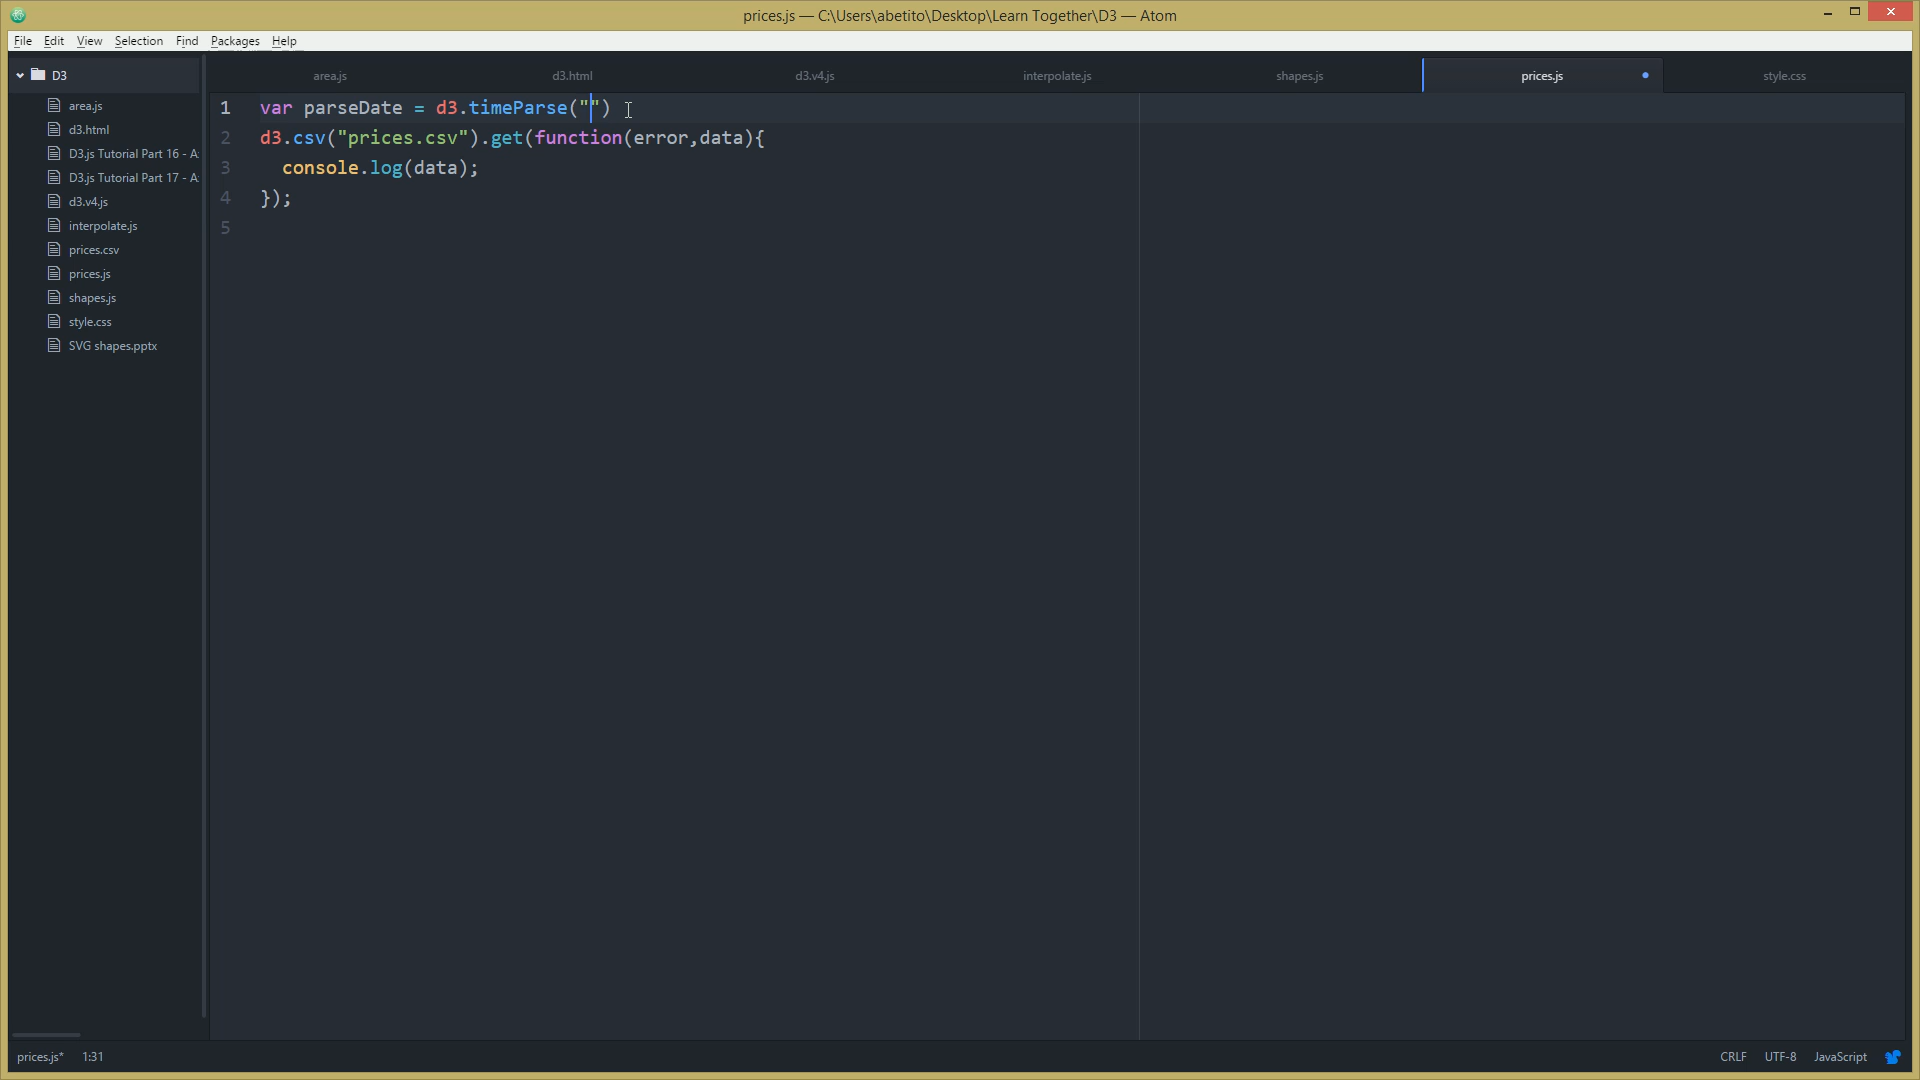 prices.js — C:\Users\abetito\Desktop\Learn Together\D3 — Atom
File Edit View Selection Find Packages Help
D3
area.js
d3.html
D3.js Tutorial Part 16 - A
D3.js Tutorial Part 17 - A
d3.v4.js
interpolate.js
prices.csv
prices.js
shapes.js
style.css
SVG shapes.pptx
area.js d3.html d3.v4.js interpolate.js shapes.js prices.js style.css
1 var parseDate = d3.timeParse("")
2 d3.csv("prices.csv").get(function(error,data){
3 console.log(data);
4 });
5
prices.js* 1:31 CRLF UTF-8 JavaScript